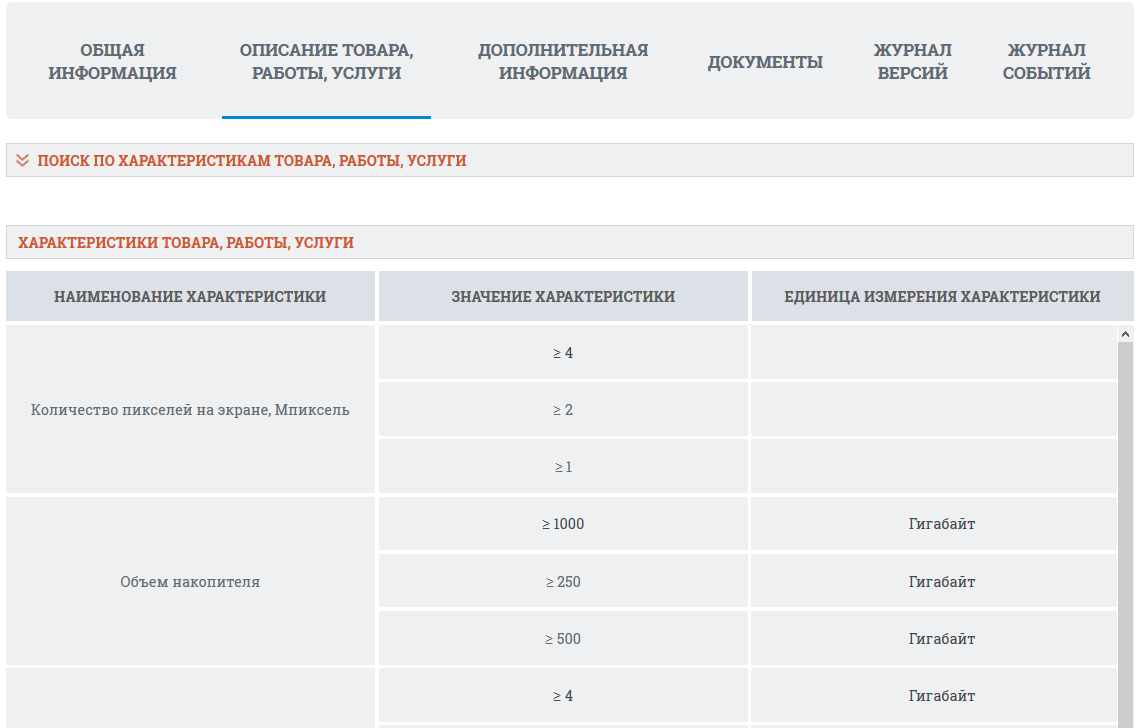 ОБЩАЯ
ИНФОРМАЦИЯ
ОПИСАНИЕ ТОВАРА,
РАБОТЫ, УСЛУГИ
ДОПОЛНИТЕЛЬНАЯ
ИНФОРМАЦИЯ
ДОКУМЕНТЫ
ЖУРНАЛ
ВЕРСИЙ
ЖУРНАЛ
СОБЫТИЙ
ПОИСК ПО ХАРАКТЕРИСТИКАМ ТОВАРА, РАБОТЫ, УСЛУГИ
ХАРАКТЕРИСТИКИ ТОВАРА, РАБОТЫ, УСЛУГИ
НАИМЕНОВАНИЕ ХАРАКТЕРИСТИКИ
ЗНАЧЕНИЕ ХАРАКТЕРИСТИКИ
ЕДИНИЦА ИЗМЕРЕНИЯ ХАРАКТЕРИСТИКИ
Количество пикселей на экране, Мпиксель
≥ 4
≥ 2
≥ 1
Объем накопителя
≥ 1000
Гигабайт
≥ 250
Гигабайт
≥ 500
Гигабайт
≥ 4
Гигабайт